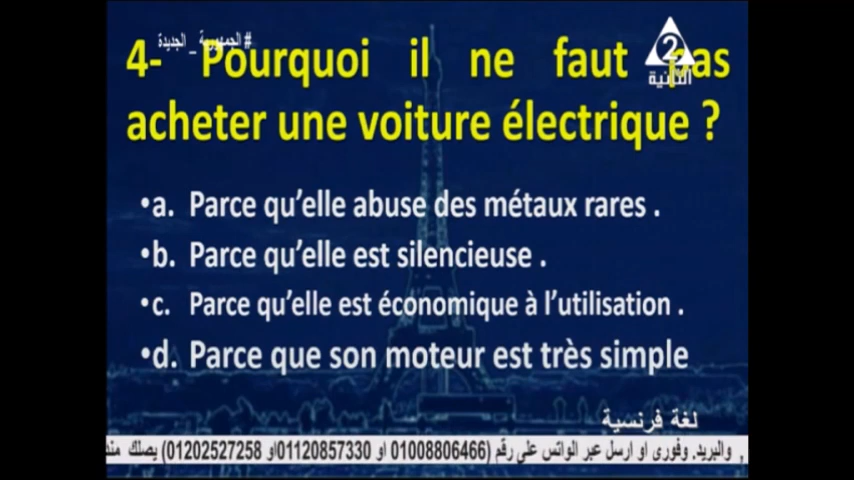 #الجمهورية_الجديدة
2
الثانية
4- Pourquoi il ne faut pas
acheter une voiture électrique ?
•a. Parce qu'elle abuse des métaux rares .
•b. Parce qu'elle est silencieuse .
•c. Parce qu'elle est économique à l'utilisation .
•d. Parce que son moteur est très simple
لغة فرنسية
, والبريد. وفورى او ارسل عبر الواتس على رقم (01008806466 او 01120857330او 01202527258) يصلك